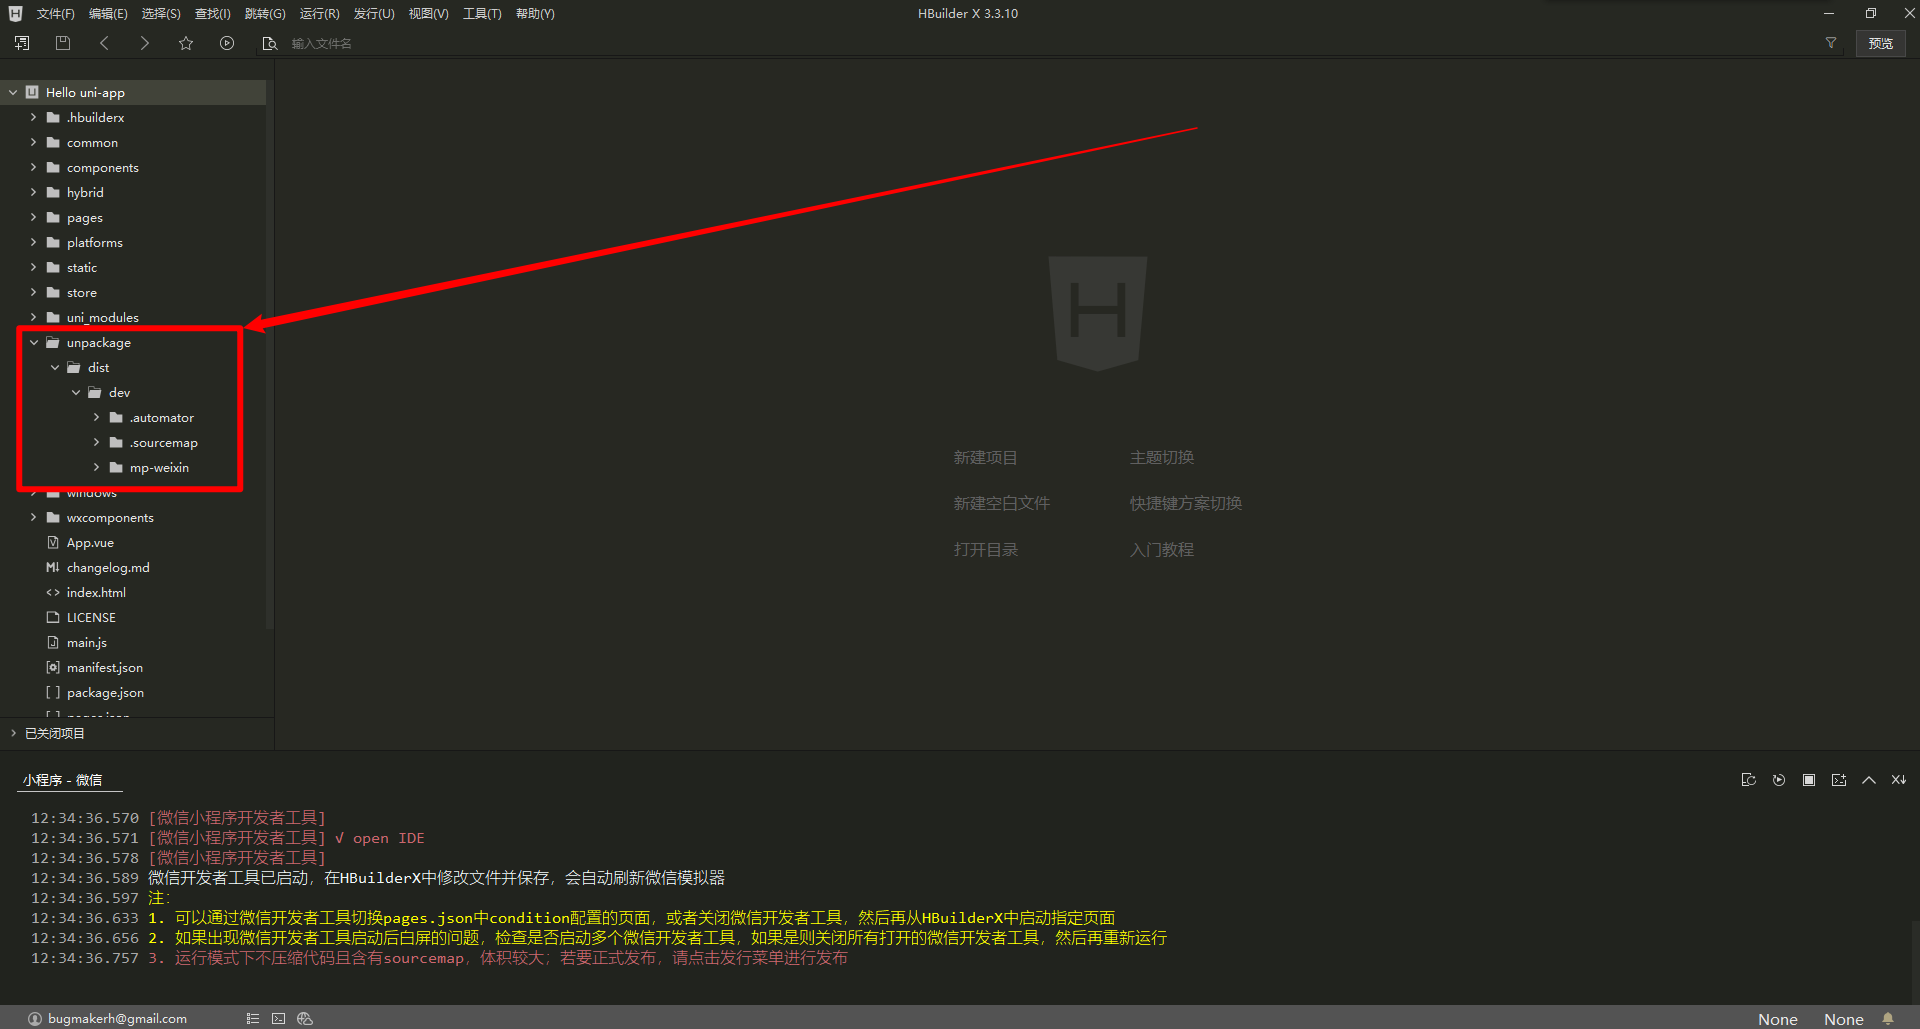 文件(F) 编辑(E) 选择(S) 查找(I) 跳转(G) 运行(R) 发行(U) 视图(V) 工具(T) 帮助(Y) HBuilder X 3.3.10
输入文件名 预览
Hello uni-app
.hbuilderx
common
components
hybrid
pages
platforms
static
store
uni_modules
unpackage
dist
dev
.automator
.sourcemap
mp-weixin
windows
wxcomponents
App.vue
changelog.md
index.html
LICENSE
main.js
manifest.json
package.json
pages.json
已关闭项目
H
新建项目 主题切换
新建空白文件 快捷键方案切换
打开目录 入门教程
小程序 - 微信
12:34:36.570 [微信小程序开发者工具]
12:34:36.571 [微信小程序开发者工具] √ open IDE
12:34:36.578 [微信小程序开发者工具]
12:34:36.589 微信开发者工具已启动，在HBuilderX中修改文件并保存，会自动刷新微信模拟器
12:34:36.597 注：
12:34:36.633 1. 可以通过微信开发者工具切换pages.json中condition配置的页面，或者关闭微信开发者工具，然后再从HBuilderX中启动指定页面
12:34:36.656 2. 如果出现微信开发者工具启动后白屏的问题，检查是否启动多个微信开发者工具，如果是则关闭所有打开的微信开发者工具，然后再重新运行
12:34:36.757 3. 运行模式下不压缩代码且含有sourcemap，体积较大；若要正式发布，请点击发行菜单进行发布
bugmakerh@gmail.com None None